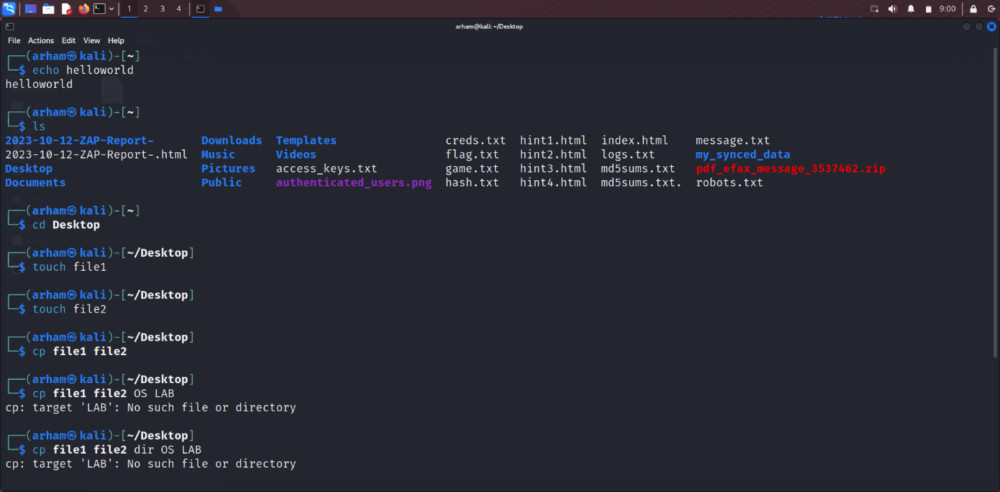 1 2 3 4 9:00
arham@kali: ~/Desktop
File Actions Edit View Help
┌──(arham㉿kali)-[~]
└─$ echo helloworld
helloworld
┌──(arham㉿kali)-[~]
└─$ ls
2023-10-12-ZAP-Report- Downloads Templates creds.txt hint1.html index.html message.txt
2023-10-12-ZAP-Report-.html Music Videos flag.txt hint2.html logs.txt my_synced_data
Desktop Pictures access_keys.txt game.txt hint3.html md5sums.txt pdf_efax_message_3537462.zip
Documents Public authenticated_users.png hash.txt hint4.html md5sums.txt. robots.txt
┌──(arham㉿kali)-[~]
└─$ cd Desktop
┌──(arham㉿kali)-[~/Desktop]
└─$ touch file1
┌──(arham㉿kali)-[~/Desktop]
└─$ touch file2
┌──(arham㉿kali)-[~/Desktop]
└─$ cp file1 file2
┌──(arham㉿kali)-[~/Desktop]
└─$ cp file1 file2 OS LAB
cp: target 'LAB': No such file or directory
┌──(arham㉿kali)-[~/Desktop]
└─$ cp file1 file2 dir OS LAB
cp: target 'LAB': No such file or directory